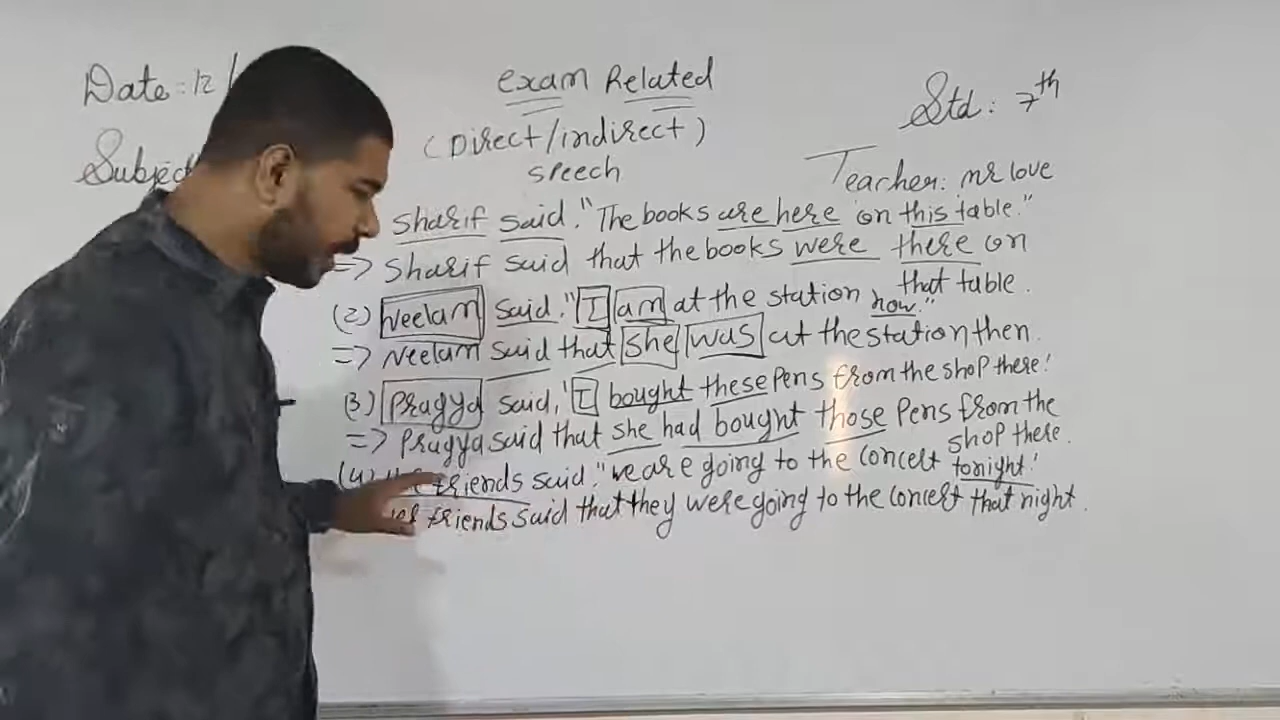 Date: 12/
exam Related
Std: 7th
(Direct/indirect)
Subject
speech
Teacher: mr love
Sharif said. "The books are here on this table."
=> Sharif said that the books were there on
that table.
(2) Neelam said. "I am at the station now."
=> Neelam said that she was at the station then.
(3) Pragya said, "I bought these pens from the shop there!
=> Pragya said that she had bought those pens from the
shop there.
(4) friends said. "we are going to the concert tonight!
friends said that they were going to the concert that night.